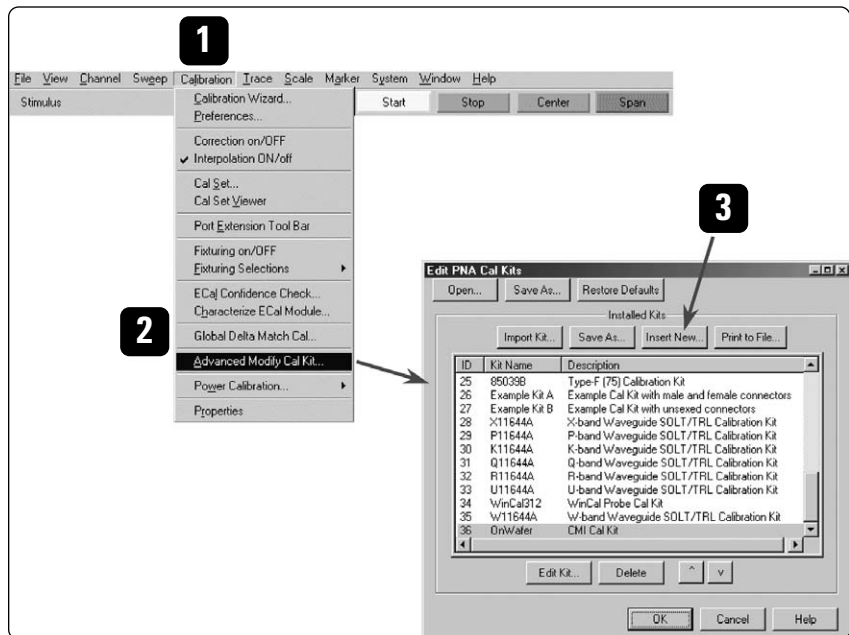 1
File View Channel Sweep Calibration Trace Scale Marker System Window Help
Stimulus Start Stop Center Span
Calibration Wizard...
Preferences...
Correction on/OFF
✓ Interpolation ON/off
Cal Set...
Cal Set Viewer
Port Extension Tool Bar
Fixturing on/OFF
Fixturing Selections
ECal Confidence Check...
Characterize ECal Module...
Global Delta Match Cal...
2
Advanced Modify Cal Kit...
Power Calibration...
Properties
3
Edit PNA Cal Kits
Open... Save As... Restore Defaults
Installed Kits
Import Kit... Save As... Insert New... Print to File...
ID Kit Name Description
25 85039B Type-F (75) Calibration Kit
26 Example Kit A Example Cal Kit with male and female connectors
27 Example Kit B Example Cal Kit with unsexed connectors
28 X11644A X-band Waveguide SOLT/TRL Calibration Kit
29 P11644A P-band Waveguide SOLT/TRL Calibration Kit
30 K11644A K-band Waveguide SOLT/TRL Calibration Kit
31 Q11644A Q-band Waveguide SOLT/TRL Calibration Kit
32 R11644A R-band Waveguide SOLT/TRL Calibration Kit
33 U11644A U-band Waveguide SOLT/TRL Calibration Kit
34 WinCal312 WinCal Probe Cal Kit
35 W11644A W-band Waveguide SOLT/TRL Calibration Kit
36 OnWafer CMI Cal Kit
Edit Kit... Delete ^ v
OK Cancel Help